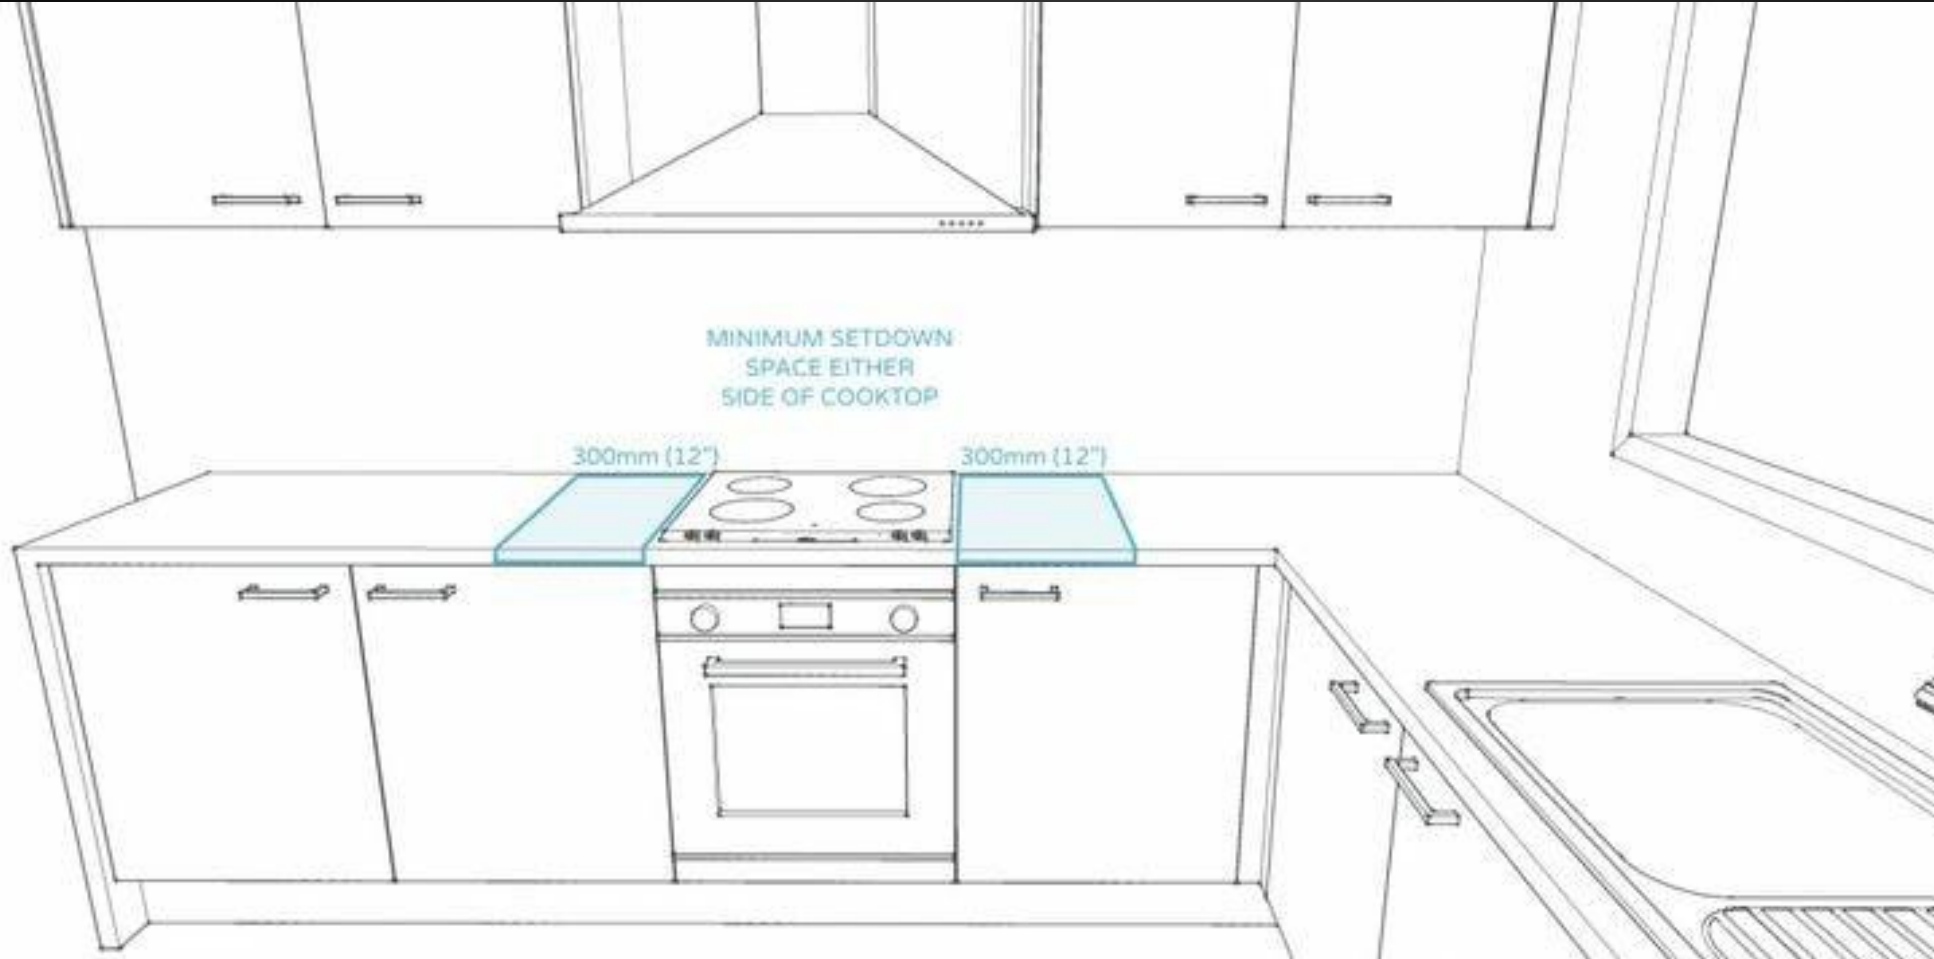 MINIMUM SETDOWN
SPACE EITHER
SIDE OF COOKTOP
300mm (12")
300mm (12")